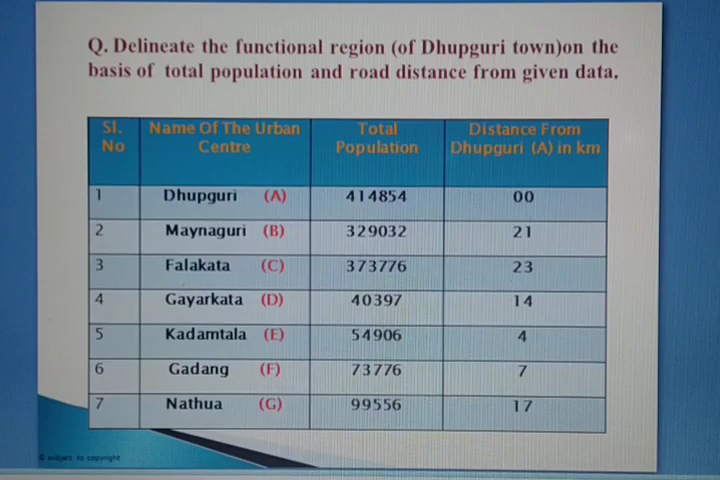 Q. Delineate the functional region (of Dhupguri town)on the
basis of total population and road distance from given data.
Sl. No Name Of The Urban Centre Total Population Distance From Dhupguri (A) in km
1 Dhupguri (A) 414854 00
2 Maynaguri (B) 329032 21
3 Falakata (C) 373776 23
4 Gayarkata (D) 40397 14
5 Kadamtala (E) 54906 4
6 Gadang (F) 73776 7
7 Nathua (G) 99556 17
© subject to copyright